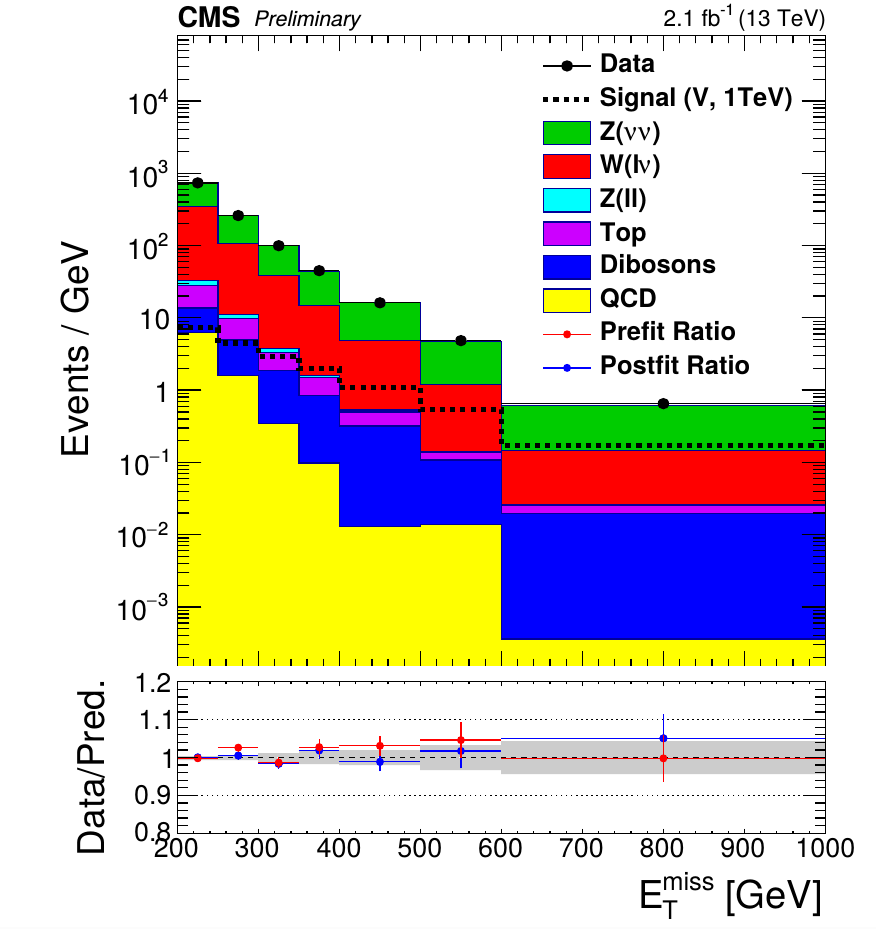 CMS Preliminary 2.1 fb⁻¹ (13 TeV)
Events / GeV
10⁴
10³
10²
10
1
10⁻¹
10⁻²
10⁻³
Data
Signal (V, 1TeV)
Z(νν)
W(lν)
Z(ll)
Top
Dibosons
QCD
Prefit Ratio
Postfit Ratio
Data/Pred.
1.2
1.1
1
0.9
0.8
200 300 400 500 600 700 800 900 1000
E_T^miss [GeV]